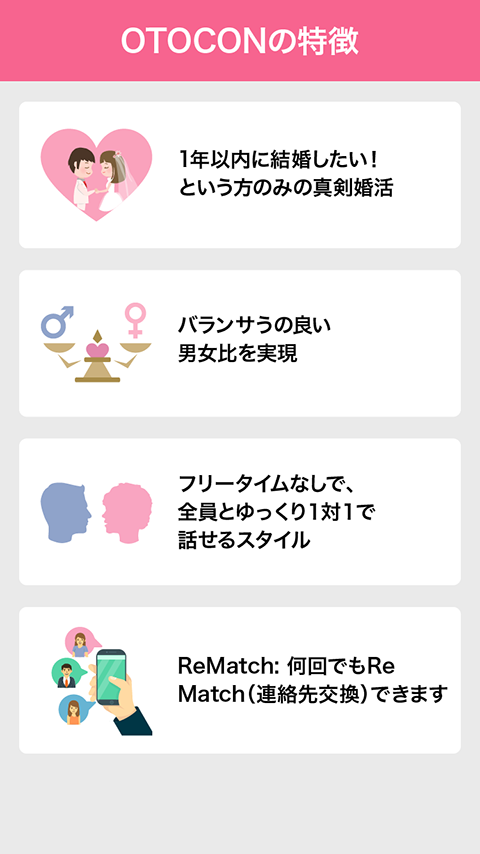 OTOCONの特徴
1年以内に結婚したい！
という方のみの真剣婚活
バランサうの良い
男女比を実現
フリータイムなしで、
全員とゆっくり1対1で
話せるスタイル
ReMatch: 何回でもRe
Match（連絡先交換）できます